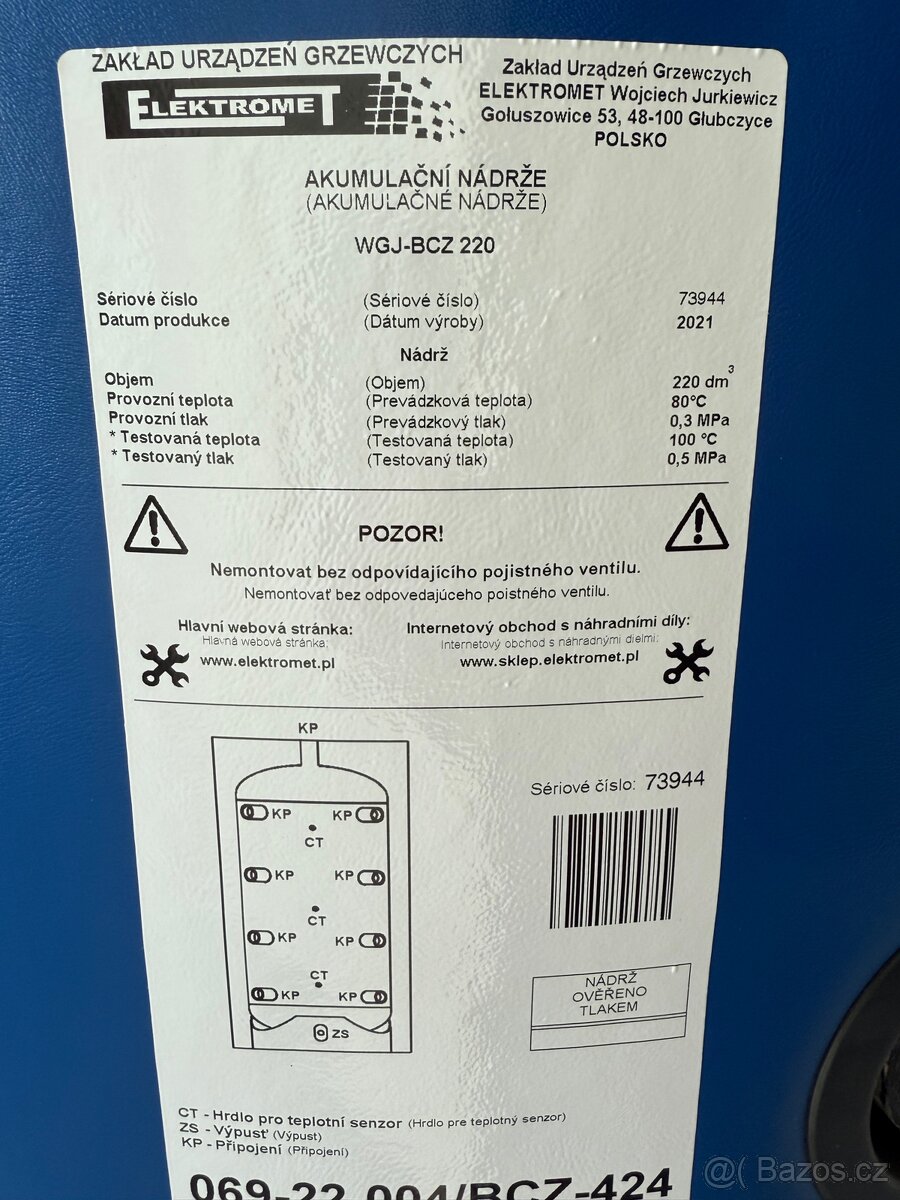 ZAKŁAD URZĄDZEŃ GRZEWCZYCH
ELEKTROMET
Zakład Urządzeń Grzewczych
ELEKTROMET Wojciech Jurkiewicz
Gołuszowice 53, 48-100 Głubczyce
POLSKO
AKUMULAČNÍ NÁDRŽE
(AKUMULAČNÉ NÁDRŽE)
WGJ-BCZ 220
Sériové číslo (Sériové číslo) 73944
Datum produkce (Dátum výroby) 2021
Nádrž
Objem (Objem) 220 dm³
Provozní teplota (Prevádzková teplota) 80°C
Provozní tlak (Prevádzkový tlak) 0,3 MPa
* Testovaná teplota (Testovaná teplota) 100 °C
* Testovaný tlak (Testovaný tlak) 0,5 MPa
POZOR!
Nemontovat bez odpovídajícího pojistného ventilu.
Nemontovať bez odpovedajúceho poistného ventilu.
Hlavní webová stránka:
Hlavná webová stránka:
www.elektromet.pl
Internetový obchod s náhradními díly:
Internetový obchod s náhradnými dielmi:
www.sklep.elektromet.pl
KP
KP KP
CT
KP KP
CT
KP KP
CT
KP KP
ZS
Sériové číslo: 73944
NÁDRŽ
OVĚŘENO
TLAKEM
CT - Hrdlo pro teplotní senzor (Hrdlo pre teplotný senzor)
ZS - Výpusť (Výpust)
KP - Připojení (Připojení)
069-22 004/BCZ-424
@( Bazos.cz